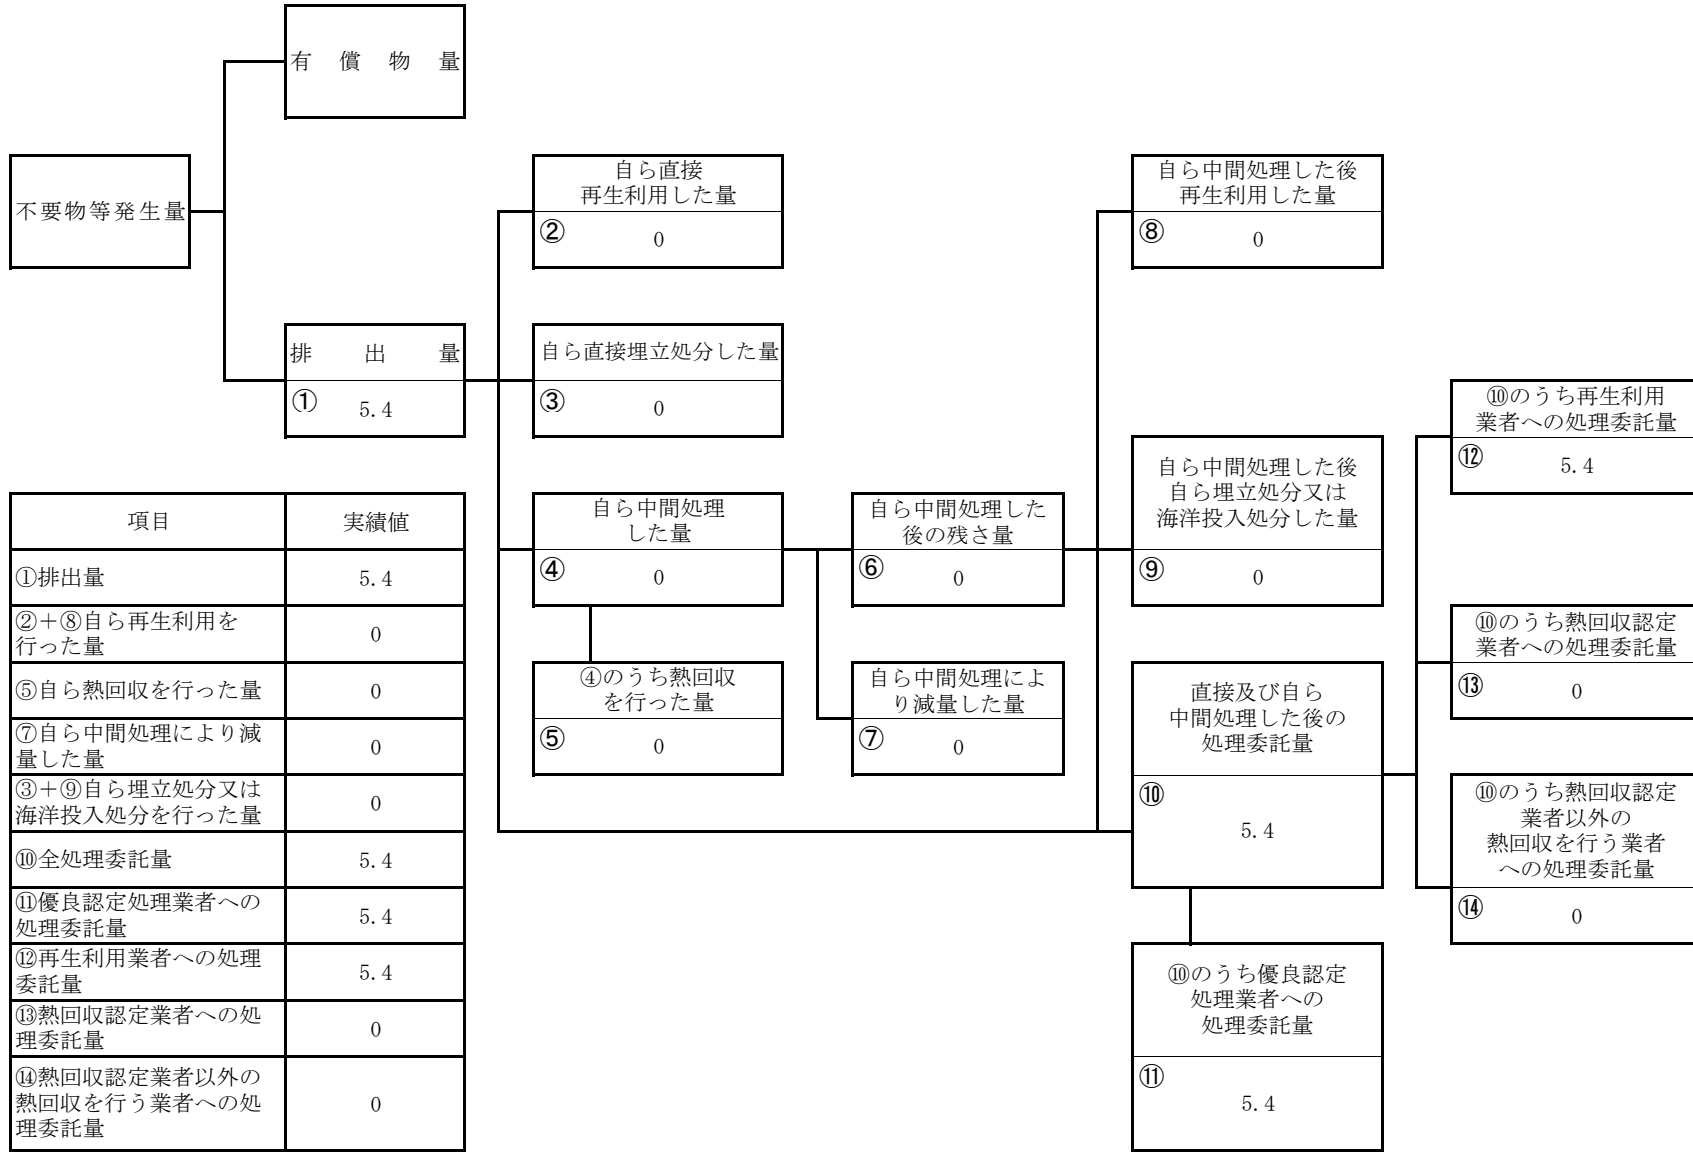 有償物量
不要物等発生量
排出量
① 5.4
自ら直接
再生利用した量
② 0
自ら直接埋立処分した量
③ 0
自ら中間処理
した量
④ 0
④のうち熱回収
を行った量
⑤ 0
自ら中間処理した
後の残さ量
⑥ 0
自ら中間処理によ
り減量した量
⑦ 0
自ら中間処理した後
再生利用した量
⑧ 0
自ら中間処理した後
自ら埋立処分又は
海洋投入処分した量
⑨ 0
直接及び自ら
中間処理した後の
処理委託量
⑩
5.4
⑩のうち優良認定
処理業者への
処理委託量
⑪
5.4
⑩のうち再生利用
業者への処理委託量
⑫ 5.4
⑩のうち熱回収認定
業者への処理委託量
⑬ 0
⑩のうち熱回収認定
業者以外の
熱回収を行う業者
への処理委託量
⑭ 0
項目 実績値
①排出量 5.4
②+⑧自ら再生利用を
行った量 0
⑤自ら熱回収を行った量 0
⑦自ら中間処理により減
量した量 0
③+⑨自ら埋立処分又は
海洋投入処分を行った量 0
⑩全処理委託量 5.4
⑪優良認定処理業者への
処理委託量 5.4
⑫再生利用業者への処理
委託量 5.4
⑬熱回収認定業者への処
理委託量 0
⑭熱回収認定業者以外の
熱回収を行う業者への処 0
理委託量